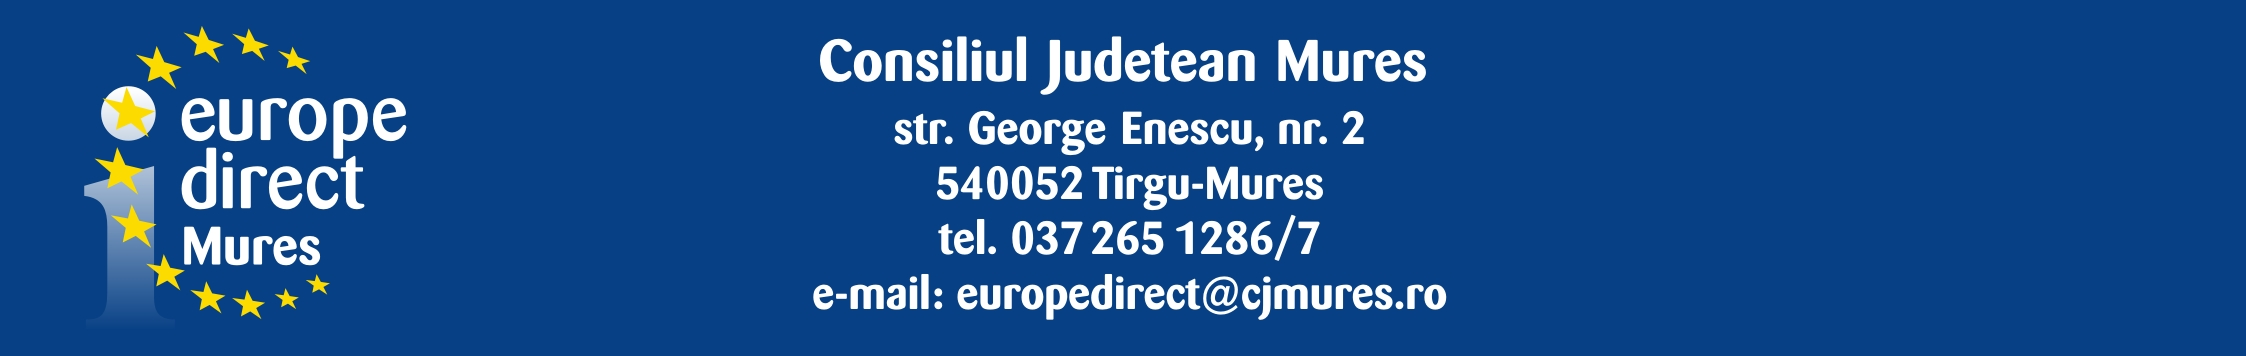 europe
direct
Mures
Consiliul Judetean Mures
str. George Enescu, nr. 2
540052 Tirgu-Mures
tel. 037 265 1286/7
e-mail: europedirect@cjmures.ro